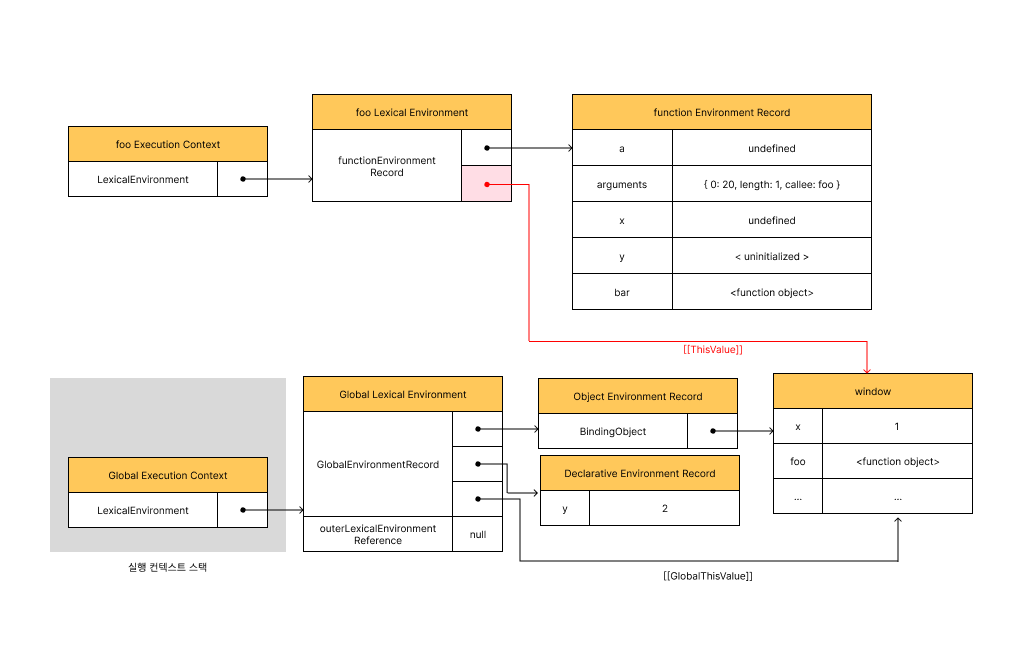 foo Execution Context
LexicalEnvironment
foo Lexical Environment
functionEnvironment
Record
function Environment Record
a
undefined
arguments
{ 0: 20, length: 1, callee: foo }
x
undefined
y
< uninitialized >
bar
<function object>
[[ThisValue]]
Global Execution Context
LexicalEnvironment
실행 컨텍스트 스택
Global Lexical Environment
GlobalEnvironmentRecord
outerLexicalEnvironment
Reference
null
Object Environment Record
BindingObject
Declarative Environment Record
y
2
window
x
1
foo
<function object>
...
...
[[GlobalThisValue]]